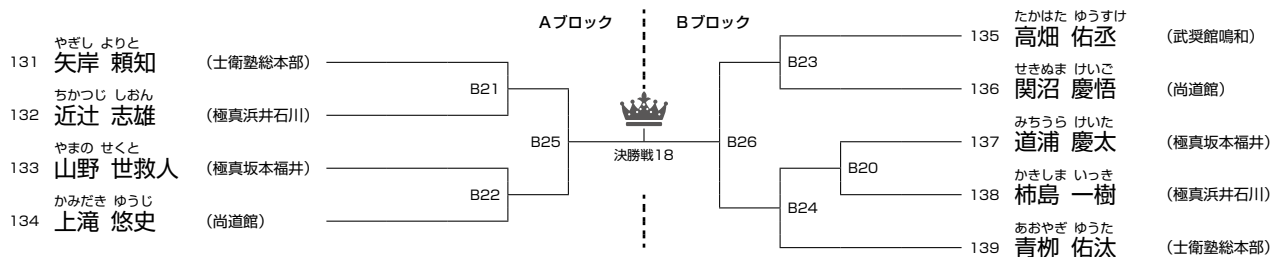 Aブロック
Bブロック
やぎし よりと
131 矢岸 頼知 (士衛塾総本部)
ちかつじ しおん
132 近辻 志雄 (極真浜井石川)
やまの せくと
133 山野 世救人 (極真坂本福井)
かみだき ゆうじ
134 上滝 悠史 (尚道館)
B21
B22
B25
決勝戦18
B26
B23
B20
B24
たかはた ゆうすけ
135 高畑 佑丞 (武奨館鳴和)
せきぬま けいご
136 関沼 慶悟 (尚道館)
みちうら けいた
137 道浦 慶太 (極真坂本福井)
かきしま いっき
138 柿島 一樹 (極真浜井石川)
あおやぎ ゆうた
139 青栁 佑汰 (士衛塾総本部)